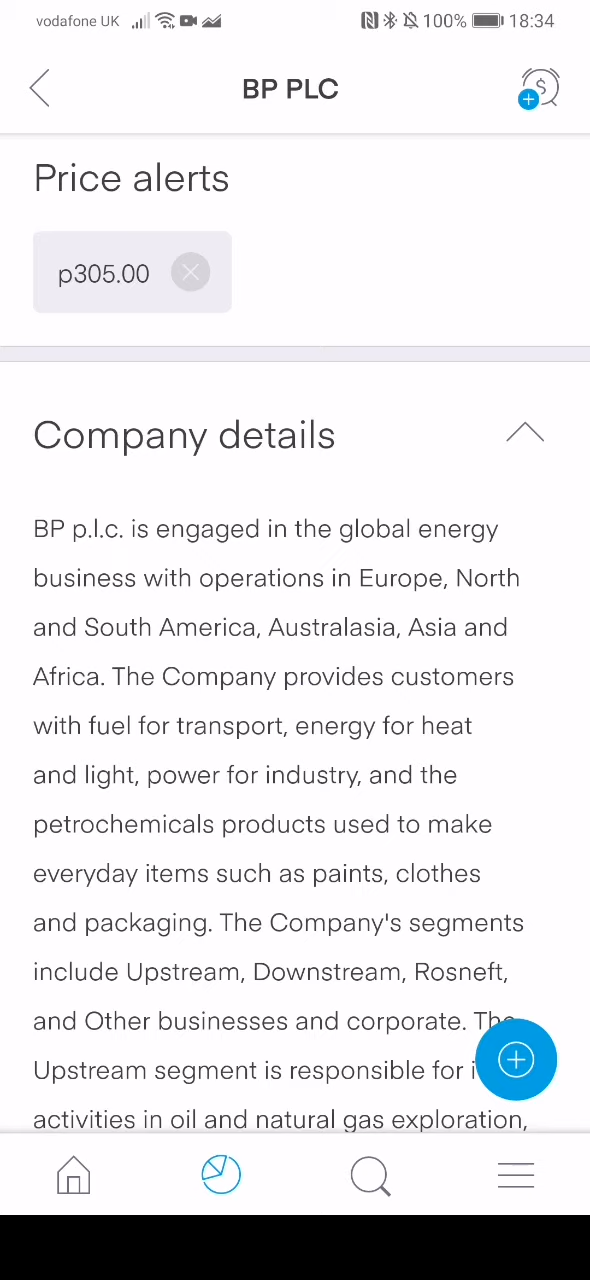 vodafone UK 100% 18:34
BP PLC
Price alerts
p305.00
Company details
BP p.l.c. is engaged in the global energy
business with operations in Europe, North
and South America, Australasia, Asia and
Africa. The Company provides customers
with fuel for transport, energy for heat
and light, power for industry, and the
petrochemicals products used to make
everyday items such as paints, clothes
and packaging. The Company's segments
include Upstream, Downstream, Rosneft,
and Other businesses and corporate. The
Upstream segment is responsible for i
activities in oil and natural gas exploration,